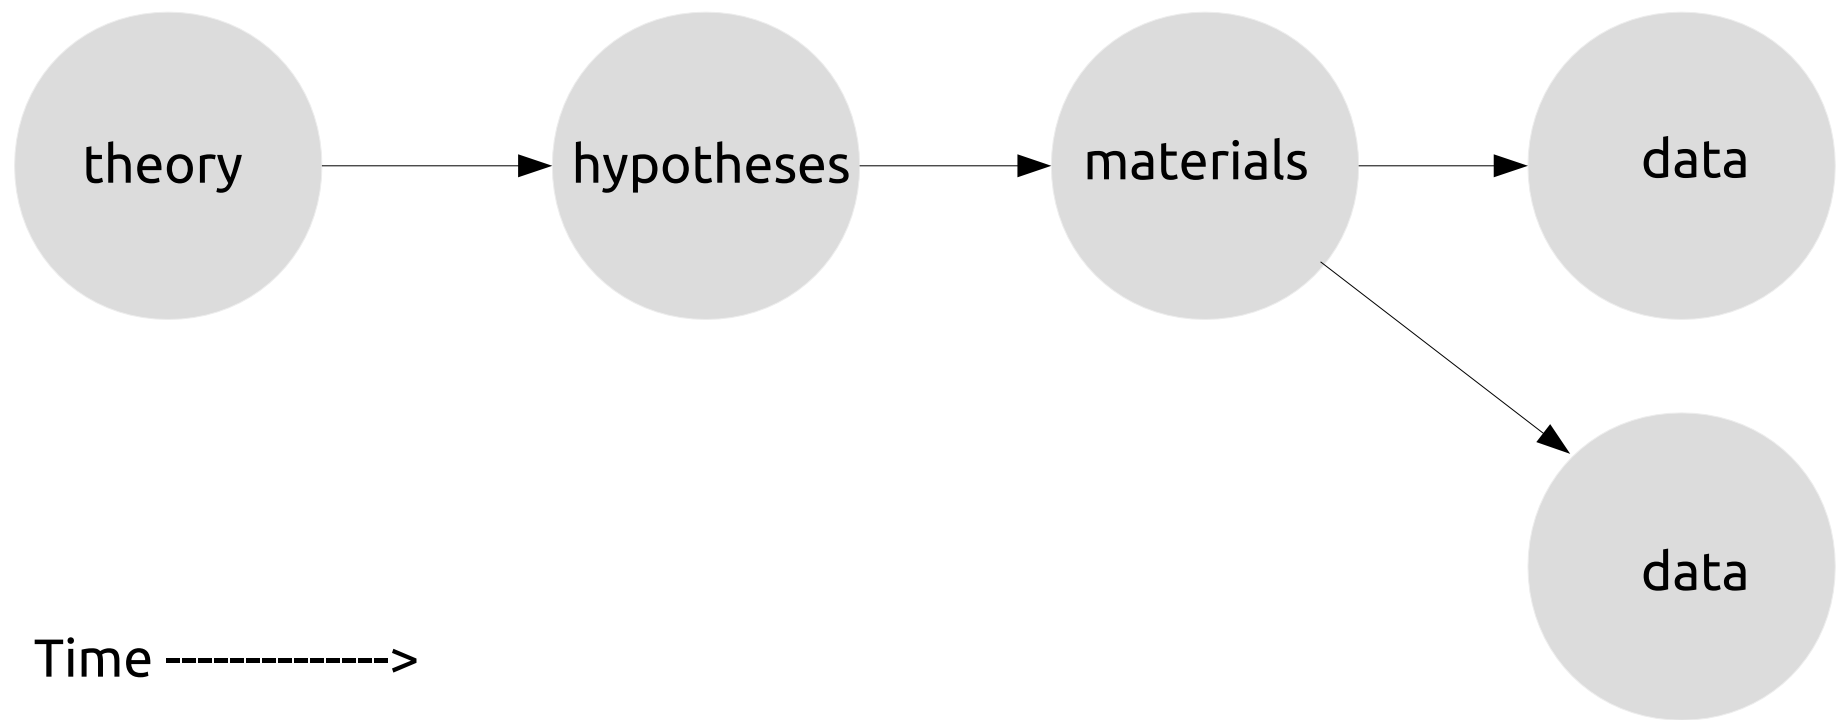 theory
hypotheses
materials
data
data
Time -------------->